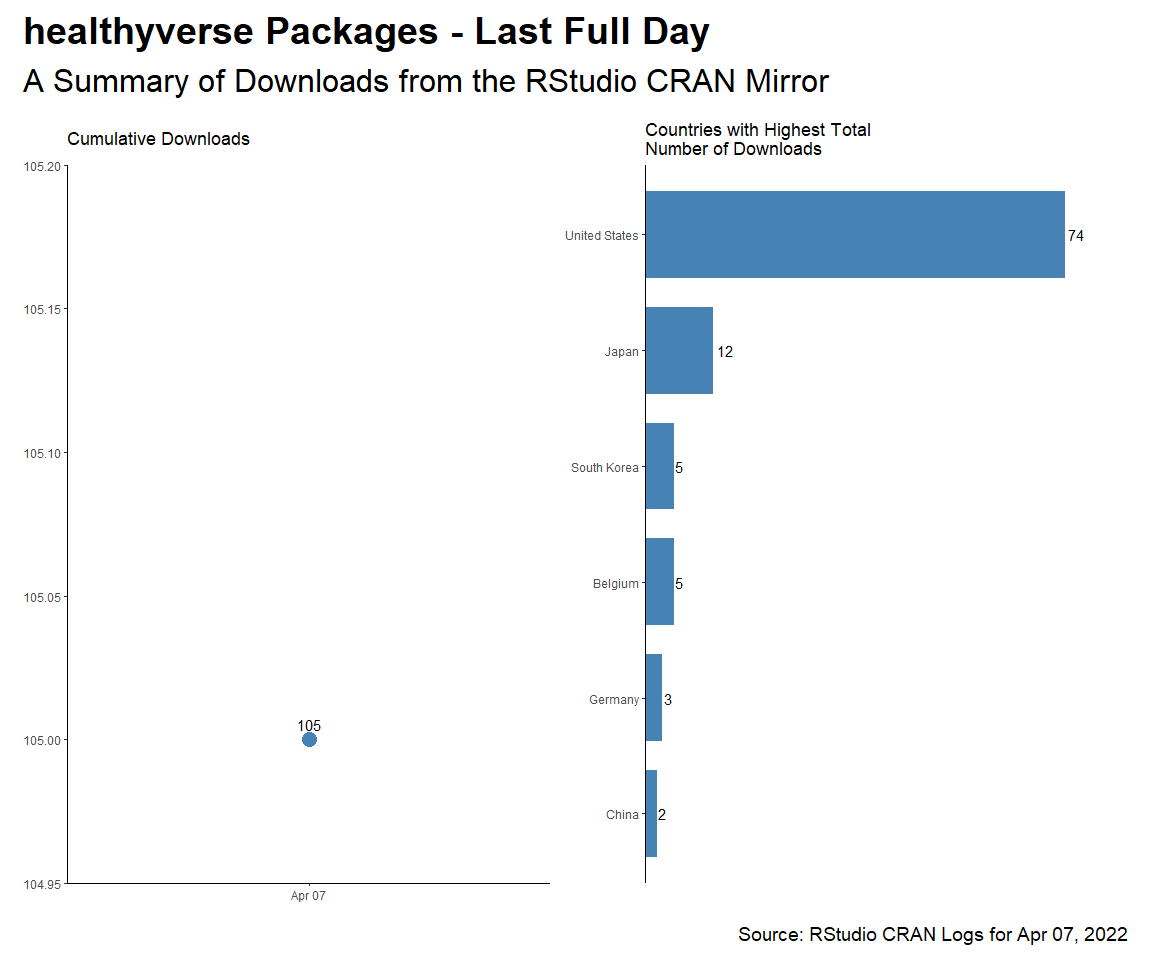 healthyverse Packages - Last Full Day
A Summary of Downloads from the RStudio CRAN Mirror
Cumulative Downloads
105.20
105.15
105.10
105.05
105.00
104.95
105
Apr 07
Countries with Highest Total
Number of Downloads
United States 74
Japan 12
South Korea 5
Belgium 5
Germany 3
China 2
Source: RStudio CRAN Logs for Apr 07, 2022